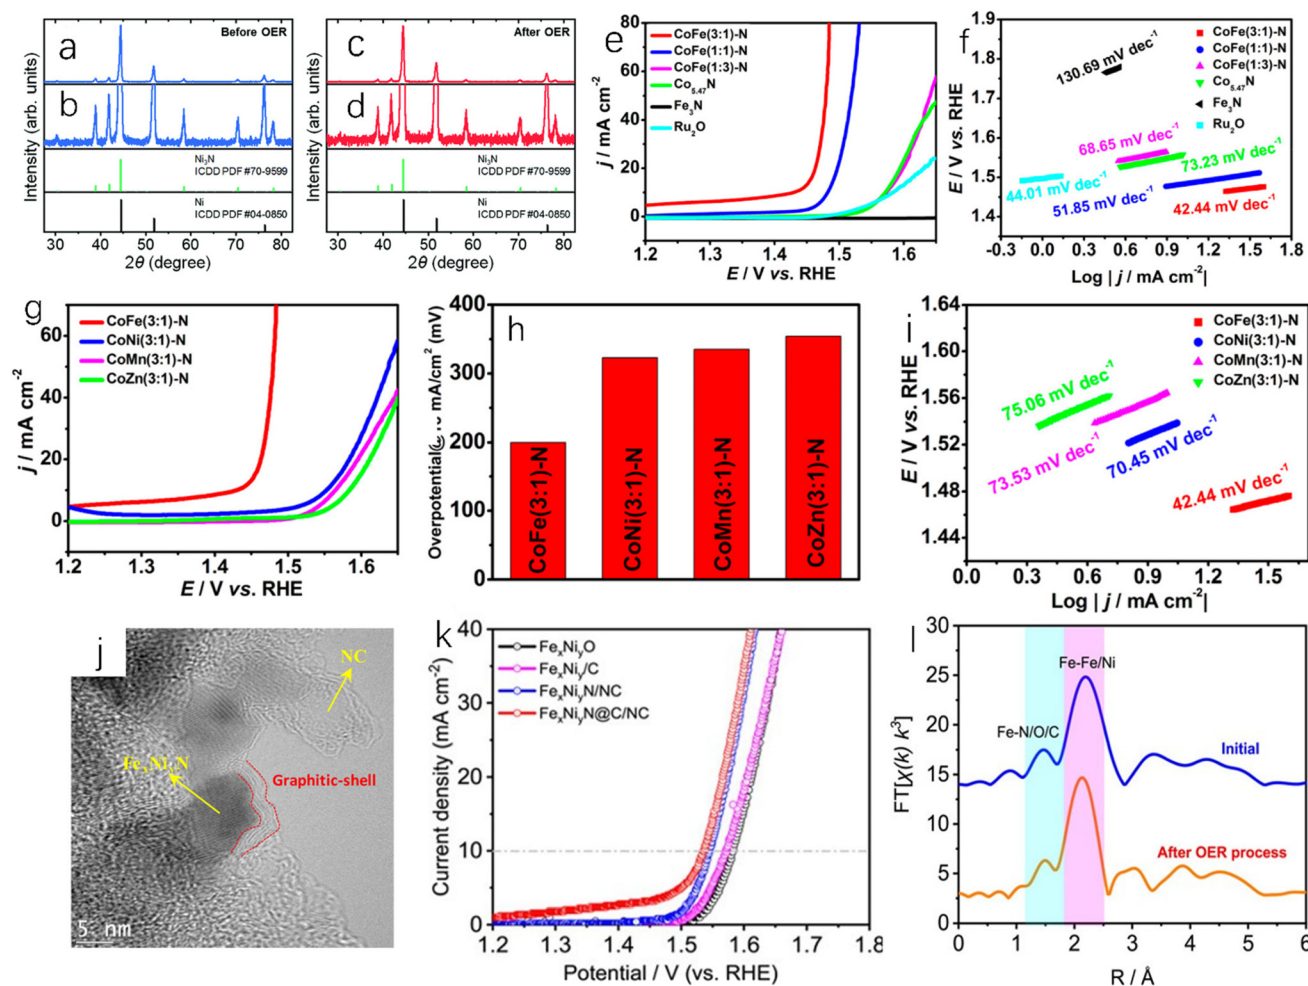 a
Before OER
b
Intensity (arb. units)
Ni₃N
ICDD PDF #70-9599
Ni
ICDD PDF #04-0850
30 40 50 60 70 80
2θ (degree)
c
After OER
d
Intensity (arb. units)
Ni₃N
ICDD PDF #70-9599
Ni
ICDD PDF #04-0850
30 40 50 60 70 80
2θ (degree)
e
CoFe(3:1)-N
CoFe(1:1)-N
CoFe(1:3)-N
Co₅.₄₇N
Fe₃N
Ru₂O
j / mA cm⁻²
80
60
40
20
0
1.2 1.3 1.4 1.5 1.6
E / V vs. RHE
f
CoFe(3:1)-N
CoFe(1:1)-N
CoFe(1:3)-N
Co₅.₄₇N
Fe₃N
Ru₂O
130.69 mV dec⁻¹
68.65 mV dec⁻¹
73.23 mV dec⁻¹
44.01 mV dec⁻¹
51.85 mV dec⁻¹
42.44 mV dec⁻¹
E / V vs. RHE
1.9
1.8
1.7
1.6
1.5
1.4
-0.3 0.0 0.3 0.6 0.9 1.2 1.5 1.8
Log | j / mA cm⁻²|
g
CoFe(3:1)-N
CoNi(3:1)-N
CoMn(3:1)-N
CoZn(3:1)-N
j / mA cm⁻²
60
40
20
0
1.2 1.3 1.4 1.5 1.6
E / V vs. RHE
h
mA/cm² (mV)
400
300
200
100
0
CoFe(3:1)-N
CoNi(3:1)-N
CoMn(3:1)-N
CoZn(3:1)-N
i
CoFe(3:1)-N
CoNi(3:1)-N
CoMn(3:1)-N
CoZn(3:1)-N
75.06 mV dec⁻¹
73.53 mV dec⁻¹
70.45 mV dec⁻¹
42.44 mV dec⁻¹
E / V vs. RHE
1.64
1.60
1.56
1.52
1.48
1.44
0.0 0.3 0.6 0.9 1.2 1.5
Log | j / mA cm⁻²|
j
NC
Graphitic-shell
5 nm
k
FeₓNiᵧO
FeₓNiᵧ/C
FeₓNiᵧN/NC
FeₓNiᵧN@C/NC
Current density (mA cm⁻²)
40
30
20
10
0
1.2 1.3 1.4 1.5 1.6 1.7 1.8
Potential / V (vs. RHE)
l
Fe-Fe/Ni
Fe-N/O/C
Initial
After OER process
FT[χ(k) k³]
30
25
20
15
10
5
0
0 1 2 3 4 5 6
R / Å